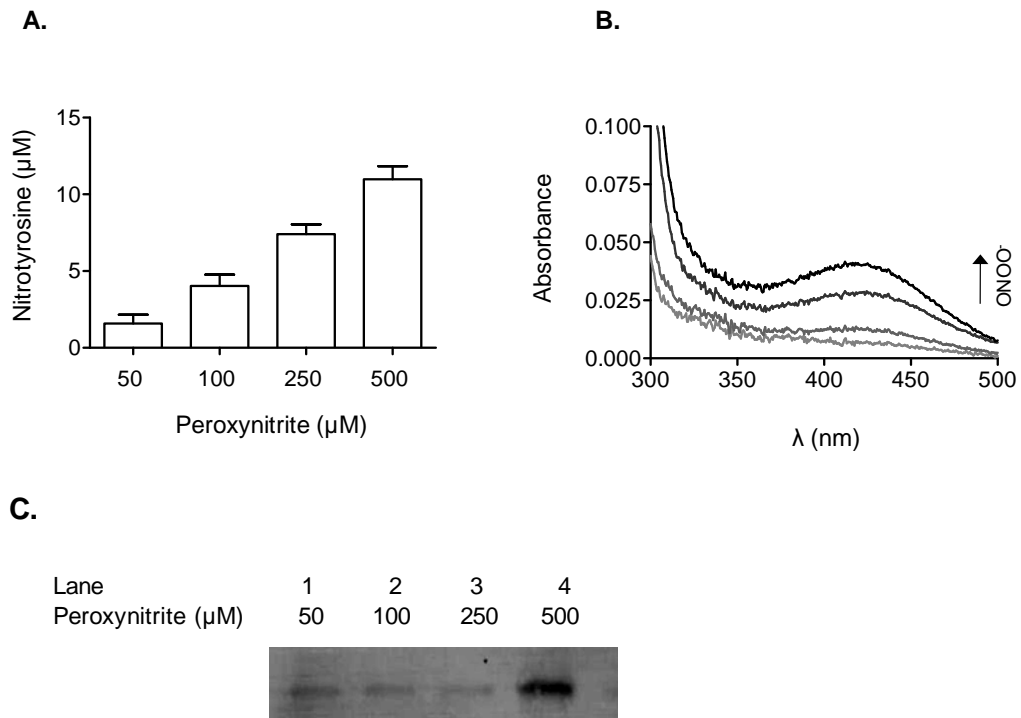 A.
Nitrotyrosine (µM)
15
10
5
0
50 100 250 500
Peroxynitrite (µM)
B.
Absorbance
0.100
0.075
0.050
0.025
0.000
300 350 400 450 500
λ (nm)
ONOO-
C.
Lane 1 2 3 4
Peroxynitrite (µM) 50 100 250 500